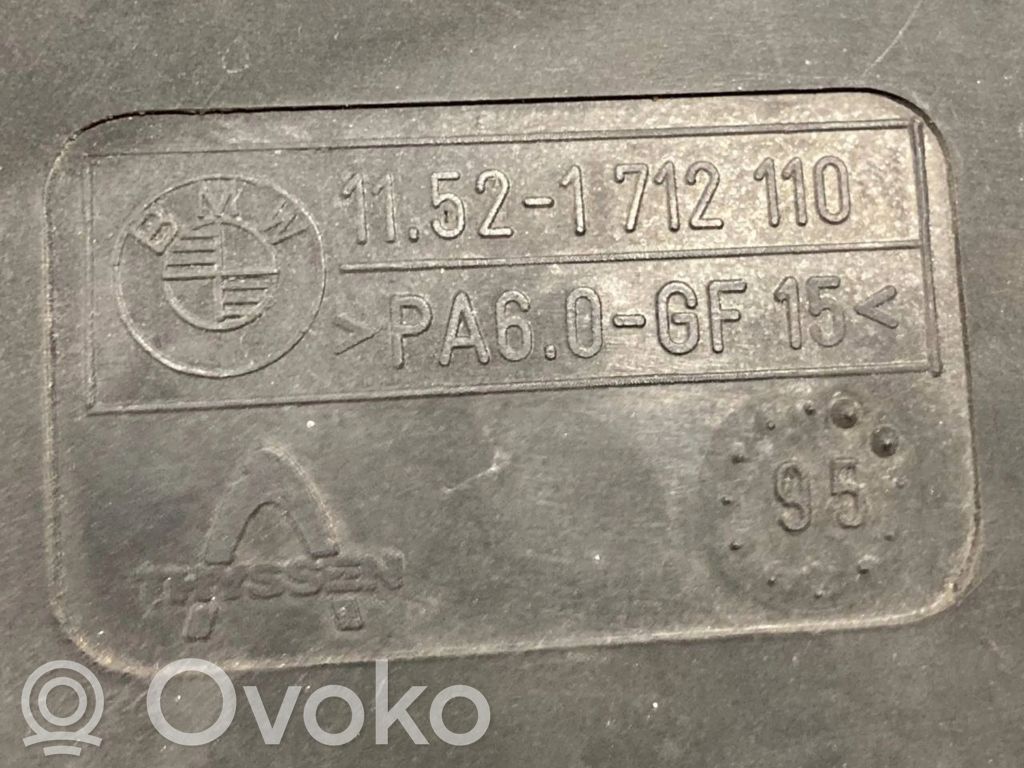 BMW
11.52-1 712 110
>PA6.0-GF 15<
THYSSEN
95
Ovoko